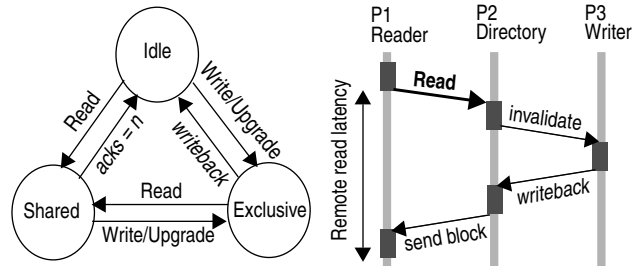 Idle
Read
acks = n
writeback
Write/Upgrade
Shared
Read
Write/Upgrade
Exclusive
P1
Reader
P2
Directory
P3
Writer
Remote read latency
Read
invalidate
writeback
send block